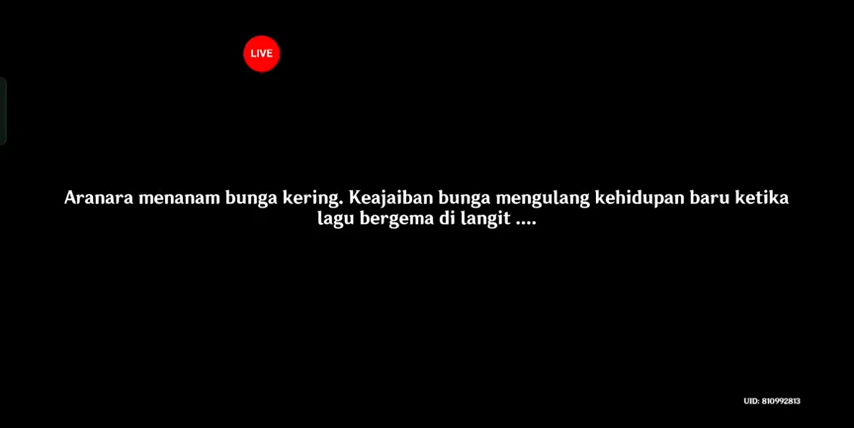 LIVE
Aranara menanam bunga kering. Keajaiban bunga mengulang kehidupan baru ketika
lagu bergema di langit ....
UID: 810992813